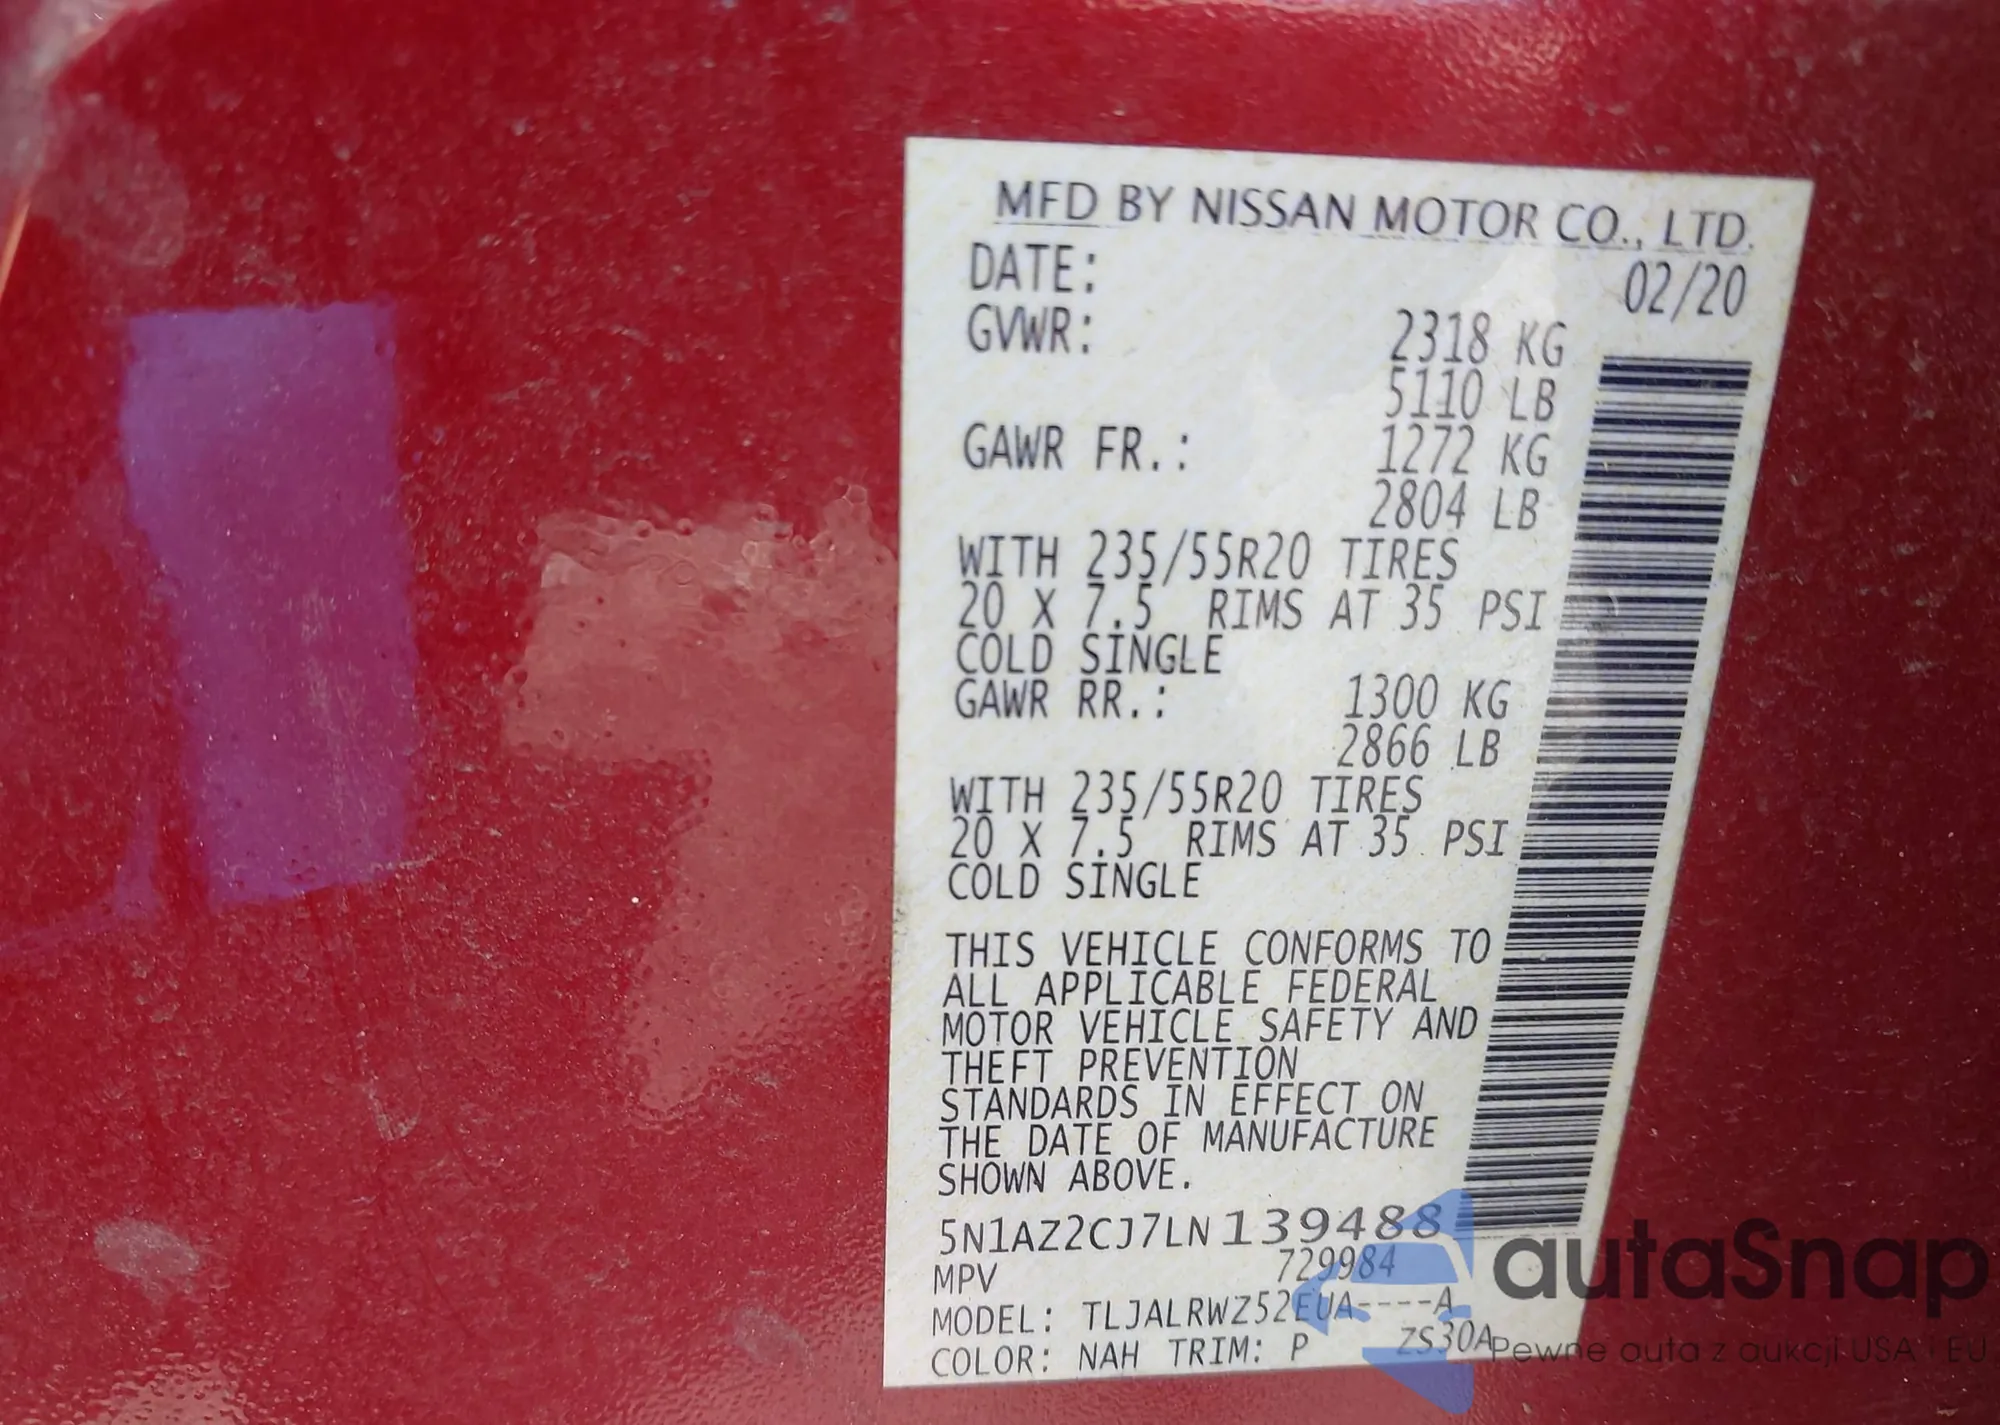 MFD BY NISSAN MOTOR CO., LTD.
DATE: 02/20
GVWR: 2318 KG
5110 LB
GAWR FR.: 1272 KG
2804 LB
WITH 235/55R20 TIRES
20 X 7.5 RIMS AT 35 PSI
COLD SINGLE
GAWR RR.: 1300 KG
2866 LB
WITH 235/55R20 TIRES
20 X 7.5 RIMS AT 35 PSI
COLD SINGLE
THIS VEHICLE CONFORMS TO
ALL APPLICABLE FEDERAL
MOTOR VEHICLE SAFETY AND
THEFT PREVENTION
STANDARDS IN EFFECT ON
THE DATE OF MANUFACTURE
SHOWN ABOVE.
5N1AZ2CJ7LN139488
MPV 729984
MODEL: TLJALRWZ52EUA----A
COLOR: NAH TRIM: P ZS30A
autaSnap
Pewne auta z aukcji USA i EU